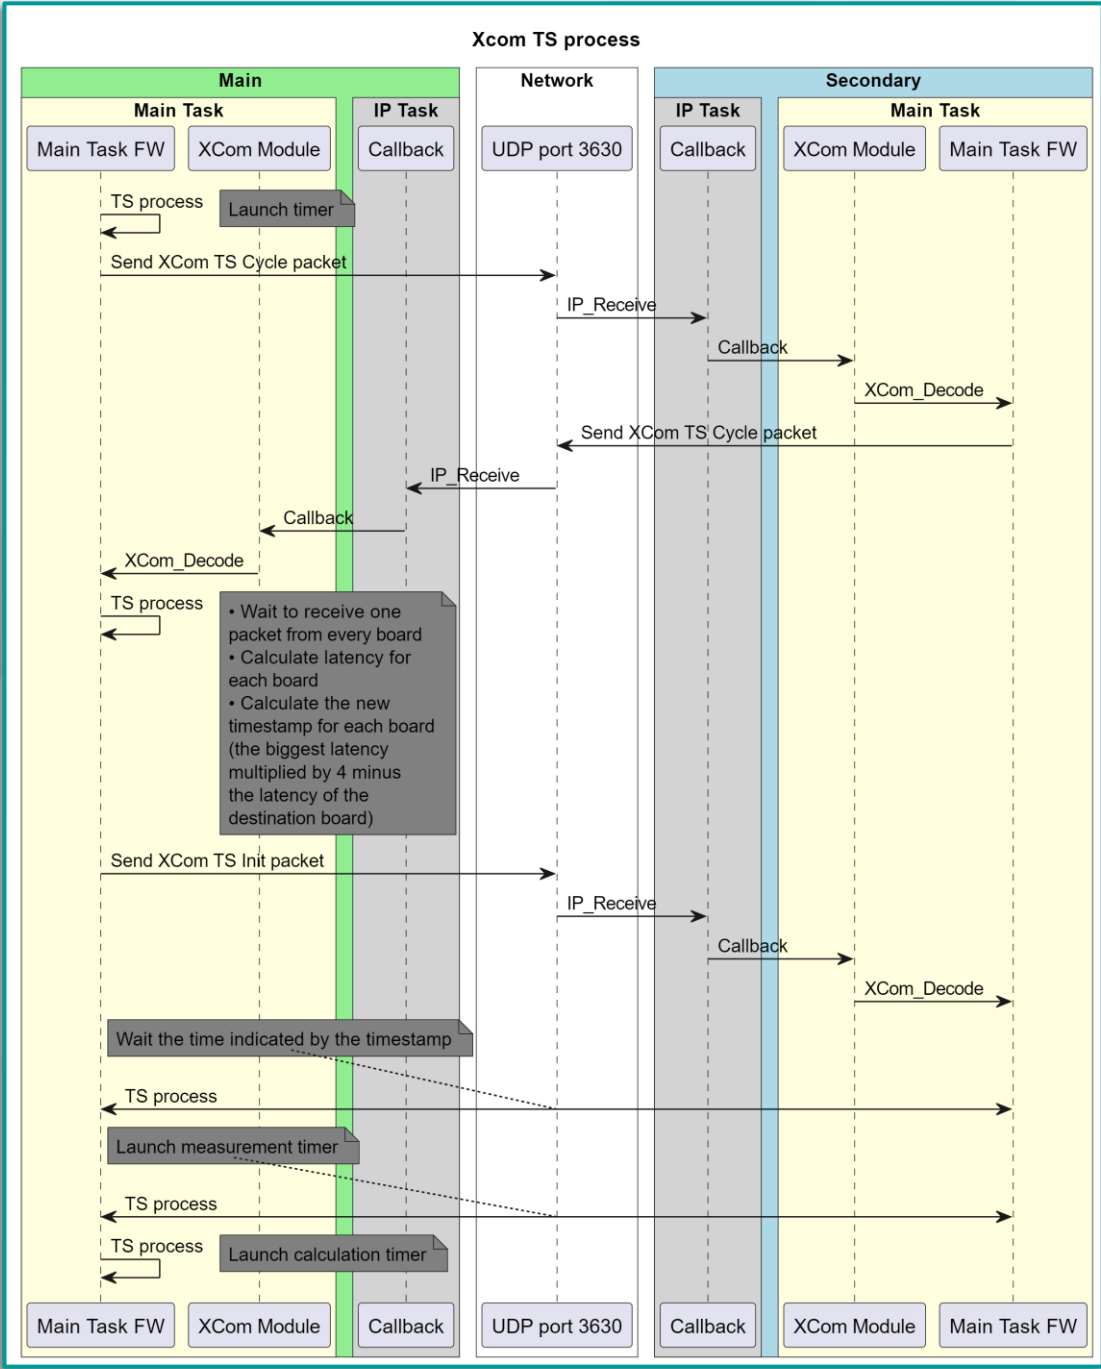 Xcom TS process
Main
Network
Secondary
Main Task
IP Task
IP Task
Main Task
Main Task FW
XCom Module
Callback
UDP port 3630
Callback
XCom Module
Main Task FW
TS process
Launch timer
Send XCom TS Cycle packet
IP_Receive
Callback
XCom_Decode
Send XCom TS Cycle packet
IP_Receive
Callback
XCom_Decode
TS process
• Wait to receive one
packet from every board
• Calculate latency for
each board
• Calculate the new
timestamp for each board
(the biggest latency
multiplied by 4 minus
the latency of the
destination board)
Send XCom TS Init packet
IP_Receive
Callback
XCom_Decode
Wait the time indicated by the timestamp
TS process
Launch measurement timer
TS process
TS process
Launch calculation timer
Main Task FW
XCom Module
Callback
UDP port 3630
Callback
XCom Module
Main Task FW